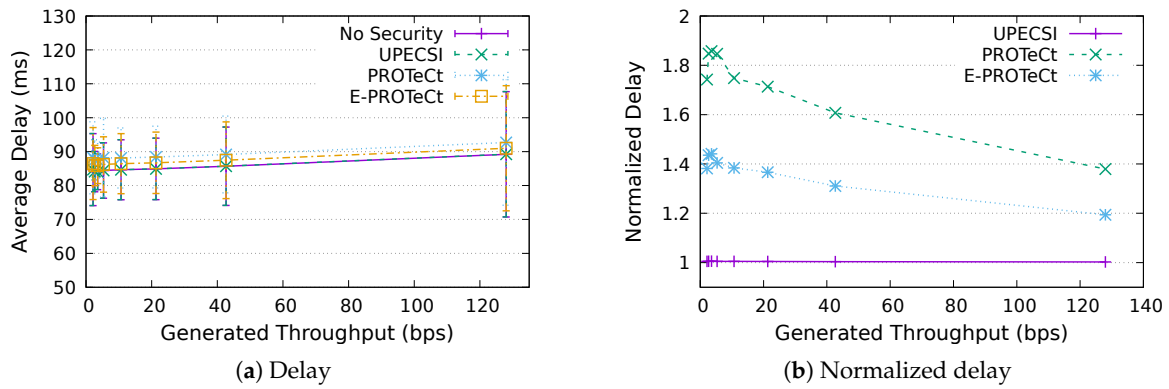 130
120
110
100
90
80
70
60
50
Average Delay (ms)
No Security
UPECSI
PROTeCt
E-PROTeCt
0 20 40 60 80 100 120
Generated Throughput (bps)
(a) Delay
2
1.8
1.6
1.4
1.2
1
Normalized Delay
UPECSI
PROTeCt
E-PROTeCt
0 20 40 60 80 100 120 140
Generated Throughput (bps)
(b) Normalized delay